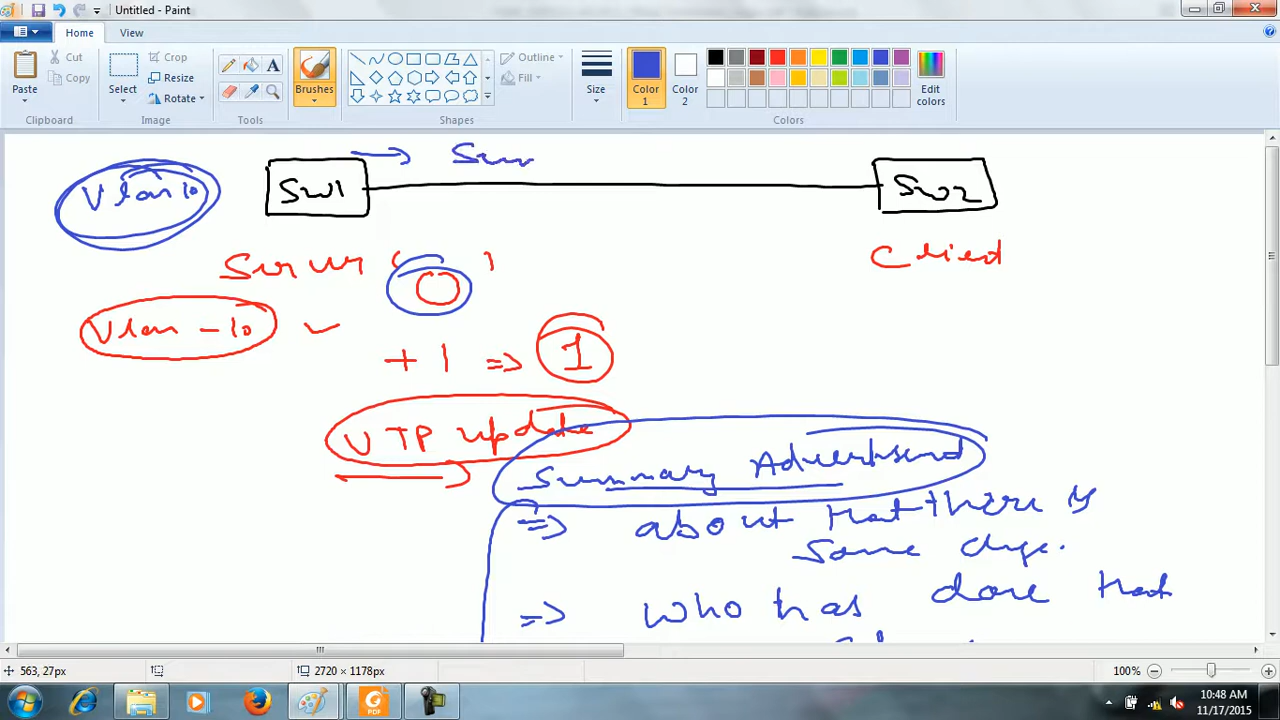 Untitled - Paint
Home
View
Paste
Cut
Copy
Clipboard
Select
Crop
Resize
Rotate
Image
Tools
Brushes
Outline
Fill
Shapes
Size
Color 1
Color 2
Edit colors
Colors
Vlan 10
SW1
SW2
Server ( 0 )
Client
Vlan - 10
+ 1 => 1
VTP update
Summary
=> about that there is
some
=> who has done that
563, 27px
2720 × 1178px
100%
PDF
10:48 AM
11/17/2015